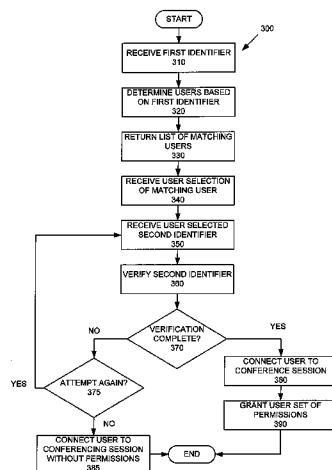 START
300
RECEIVE FIRST IDENTIFIER
310
DETERMINE USERS BASED
ON FIRST IDENTIFIER
320
RETURN LIST OF MATCHING
USERS
330
RECEIVE USER SELECTION
OF MATCHING USER
340
RECEIVE USER SELECTED
SECOND IDENTIFIER
350
VERIFY SECOND IDENTIFIER
360
VERIFICATION
COMPLETE?
370
NO
YES
ATTEMPT AGAIN?
375
YES
NO
CONNECT USER TO
CONFERENCE SESSION
380
GRANT USER SET OF
PERMISSIONS
390
CONNECT USER TO
CONFERENCING SESSION
WITHOUT PERMISSIONS
385
END